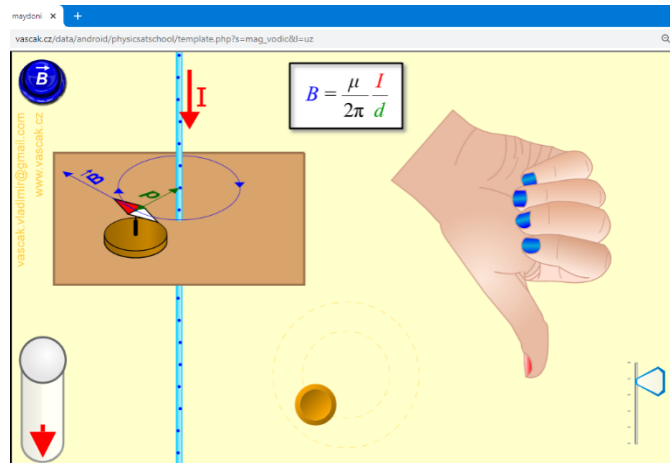 maydoni
vascak.cz/data/android/physicsatschool/template.php?s=mag_vodic&l=uz
B
I
B = μ/2π I/d
B
d
vascak.vladimir@gmail.com
www.vascak.cz